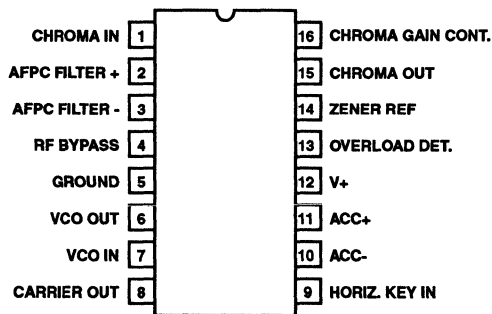 CHROMA IN 1
AFPC FILTER + 2
AFPC FILTER - 3
RF BYPASS 4
GROUND 5
VCO OUT 6
VCO IN 7
CARRIER OUT 8
16 CHROMA GAIN CONT.
15 CHROMA OUT
14 ZENER REF
13 OVERLOAD DET.
12 V+
11 ACC+
10 ACC-
9 HORIZ. KEY IN